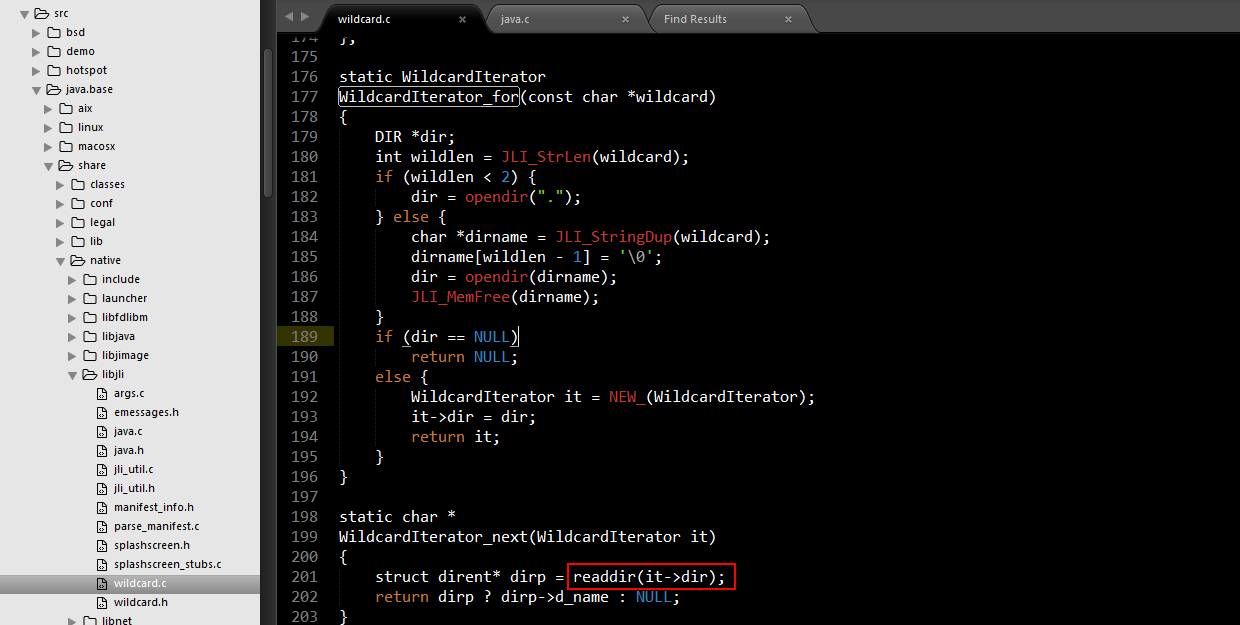 src
bsd
demo
hotspot
java.base
aix
linux
macosx
share
classes
conf
legal
lib
native
include
launcher
libfdlibm
libjava
libjimage
libjli
args.c
emessages.h
java.c
java.h
jli_util.c
jli_util.h
manifest_info.h
parse_manifest.c
splashscreen.h
splashscreen_stubs.c
wildcard.c
wildcard.h
libnet
wildcard.c × java.c × Find Results ×
174 };
175
176 static WildcardIterator
177 WildcardIterator_for(const char *wildcard)
178 {
179 DIR *dir;
180 int wildlen = JLI_StrLen(wildcard);
181 if (wildlen < 2) {
182 dir = opendir(".");
183 } else {
184 char *dirname = JLI_StringDup(wildcard);
185 dirname[wildlen - 1] = '\0';
186 dir = opendir(dirname);
187 JLI_MemFree(dirname);
188 }
189 if (dir == NULL)
190 return NULL;
191 else {
192 WildcardIterator it = NEW_(WildcardIterator);
193 it->dir = dir;
194 return it;
195 }
196 }
197
198 static char *
199 WildcardIterator_next(WildcardIterator it)
200 {
201 struct dirent* dirp = readdir(it->dir);
202 return dirp ? dirp->d_name : NULL;
203 }